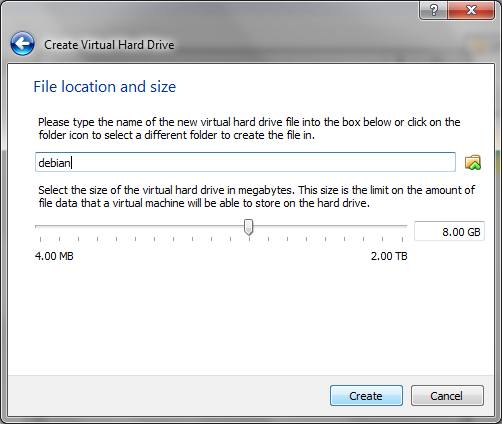 ?
Create Virtual Hard Drive
File location and size
Please type the name of the new virtual hard drive file into the box below or click on the
folder icon to select a different folder to create the file in.
debian
Select the size of the virtual hard drive in megabytes. This size is the limit on the amount of
file data that a virtual machine will be able to store on the hard drive.
8.00 GB
4.00 MB 2.00 TB
Create Cancel